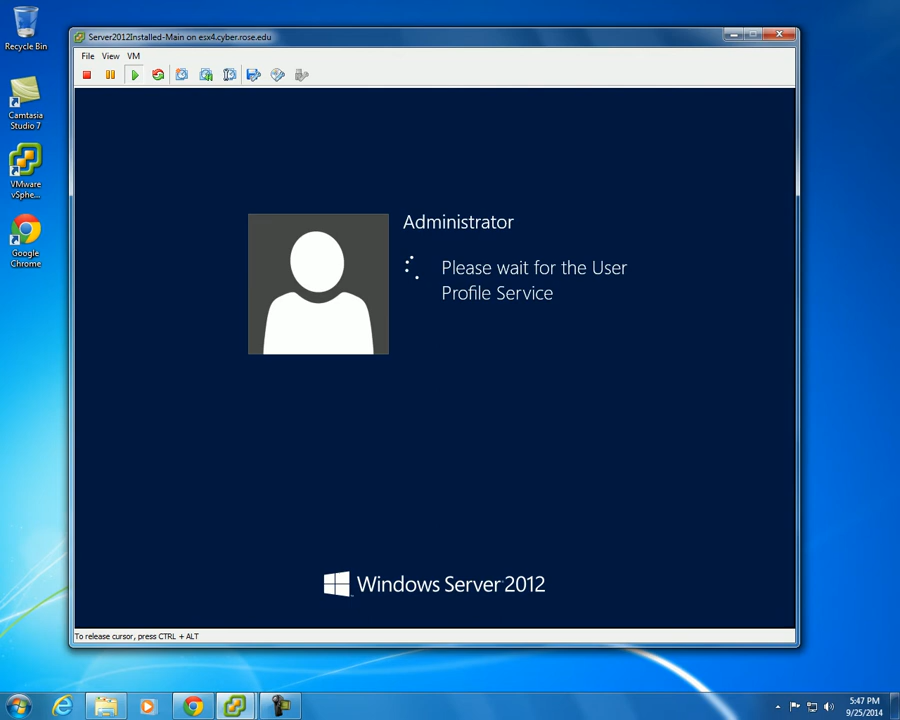 Recycle Bin
Camtasia
Studio 7
VMware
vSphe...
Google
Chrome
Server2012Installed-Main on esx4.cyber.rose.edu
File View VM
Administrator
Please wait for the User
Profile Service
Windows Server 2012
To release cursor, press CTRL + ALT
5:47 PM
9/25/2014